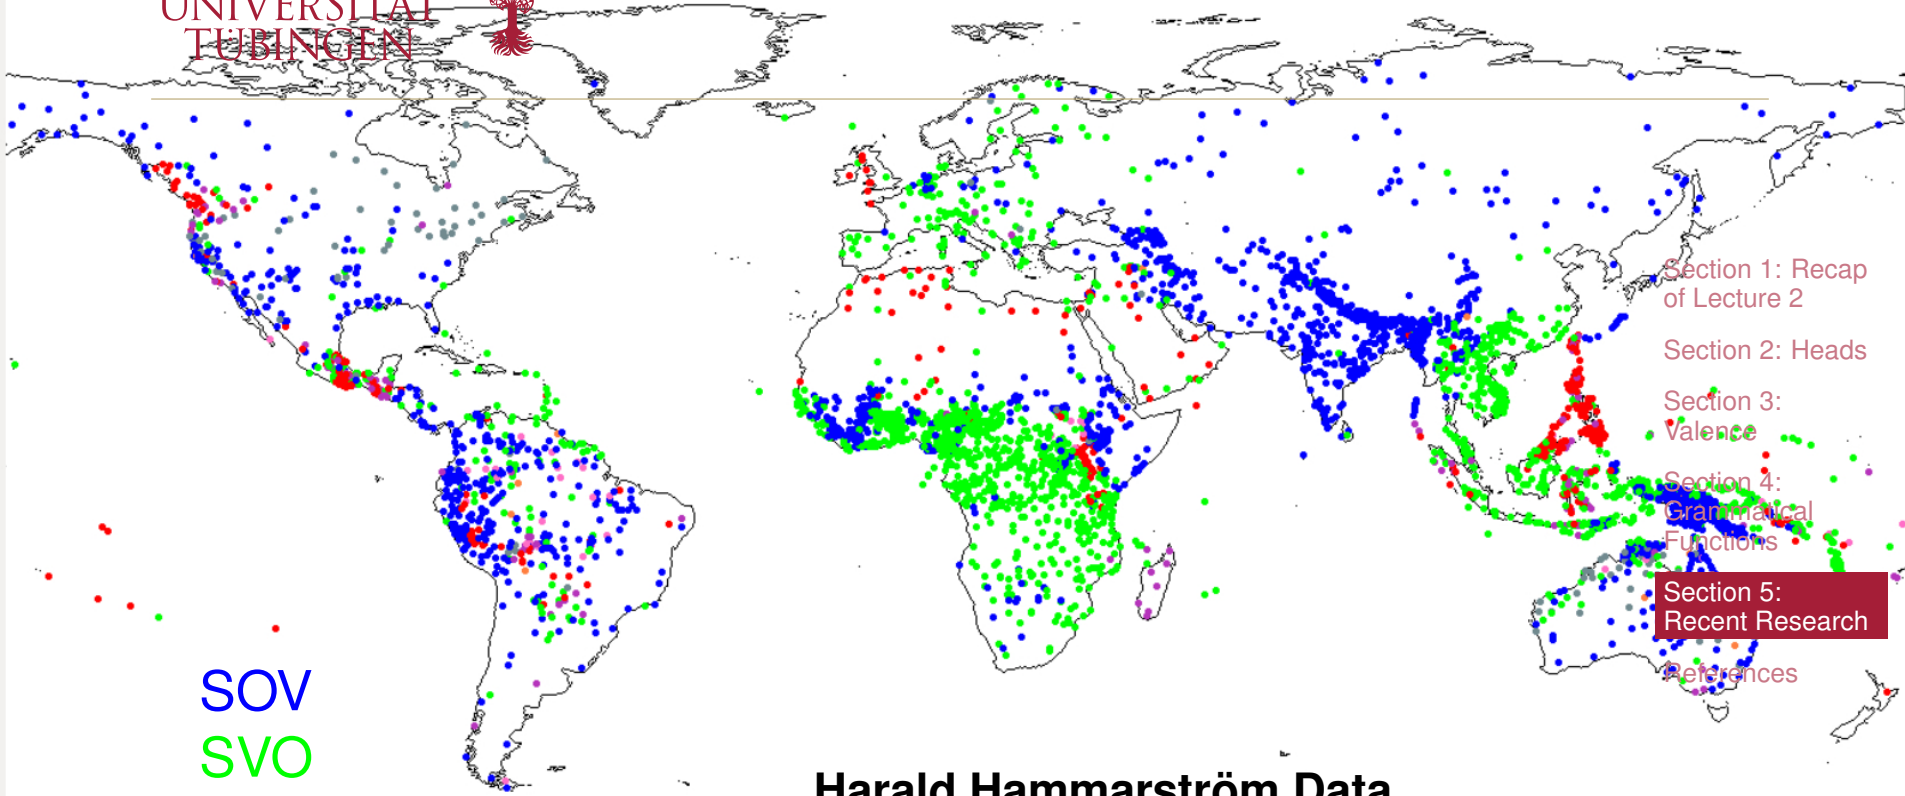 UNIVERSITÄT
TÜBINGEN
Section 1: Recap
of Lecture 2
Section 2: Heads
Section 3:
Valence
Section 4:
Grammatical
Functions
Section 5:
Recent Research
References
SOV
SVO
Harald Hammarström Data